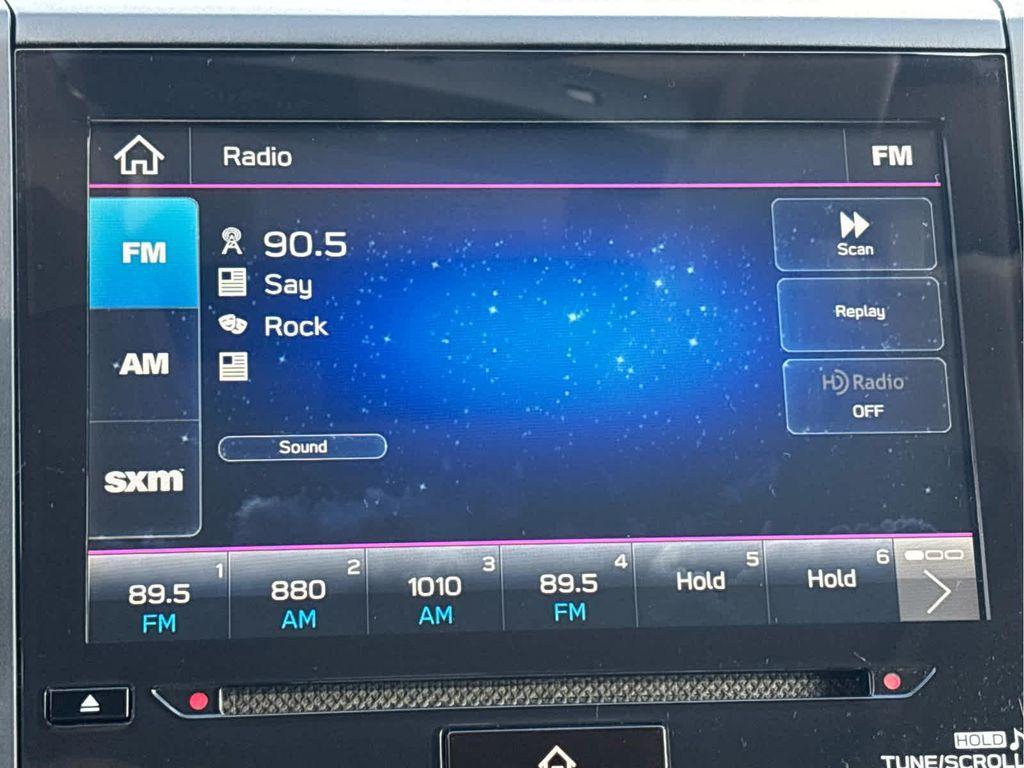 Radio
FM
FM
AM
sxm
90.5
Say
Rock
Sound
Scan
Replay
HD Radio
OFF
1
89.5
FM
2
880
AM
3
1010
AM
4
89.5
FM
5
Hold
6
Hold
HOLD
TUNE/SCROLL